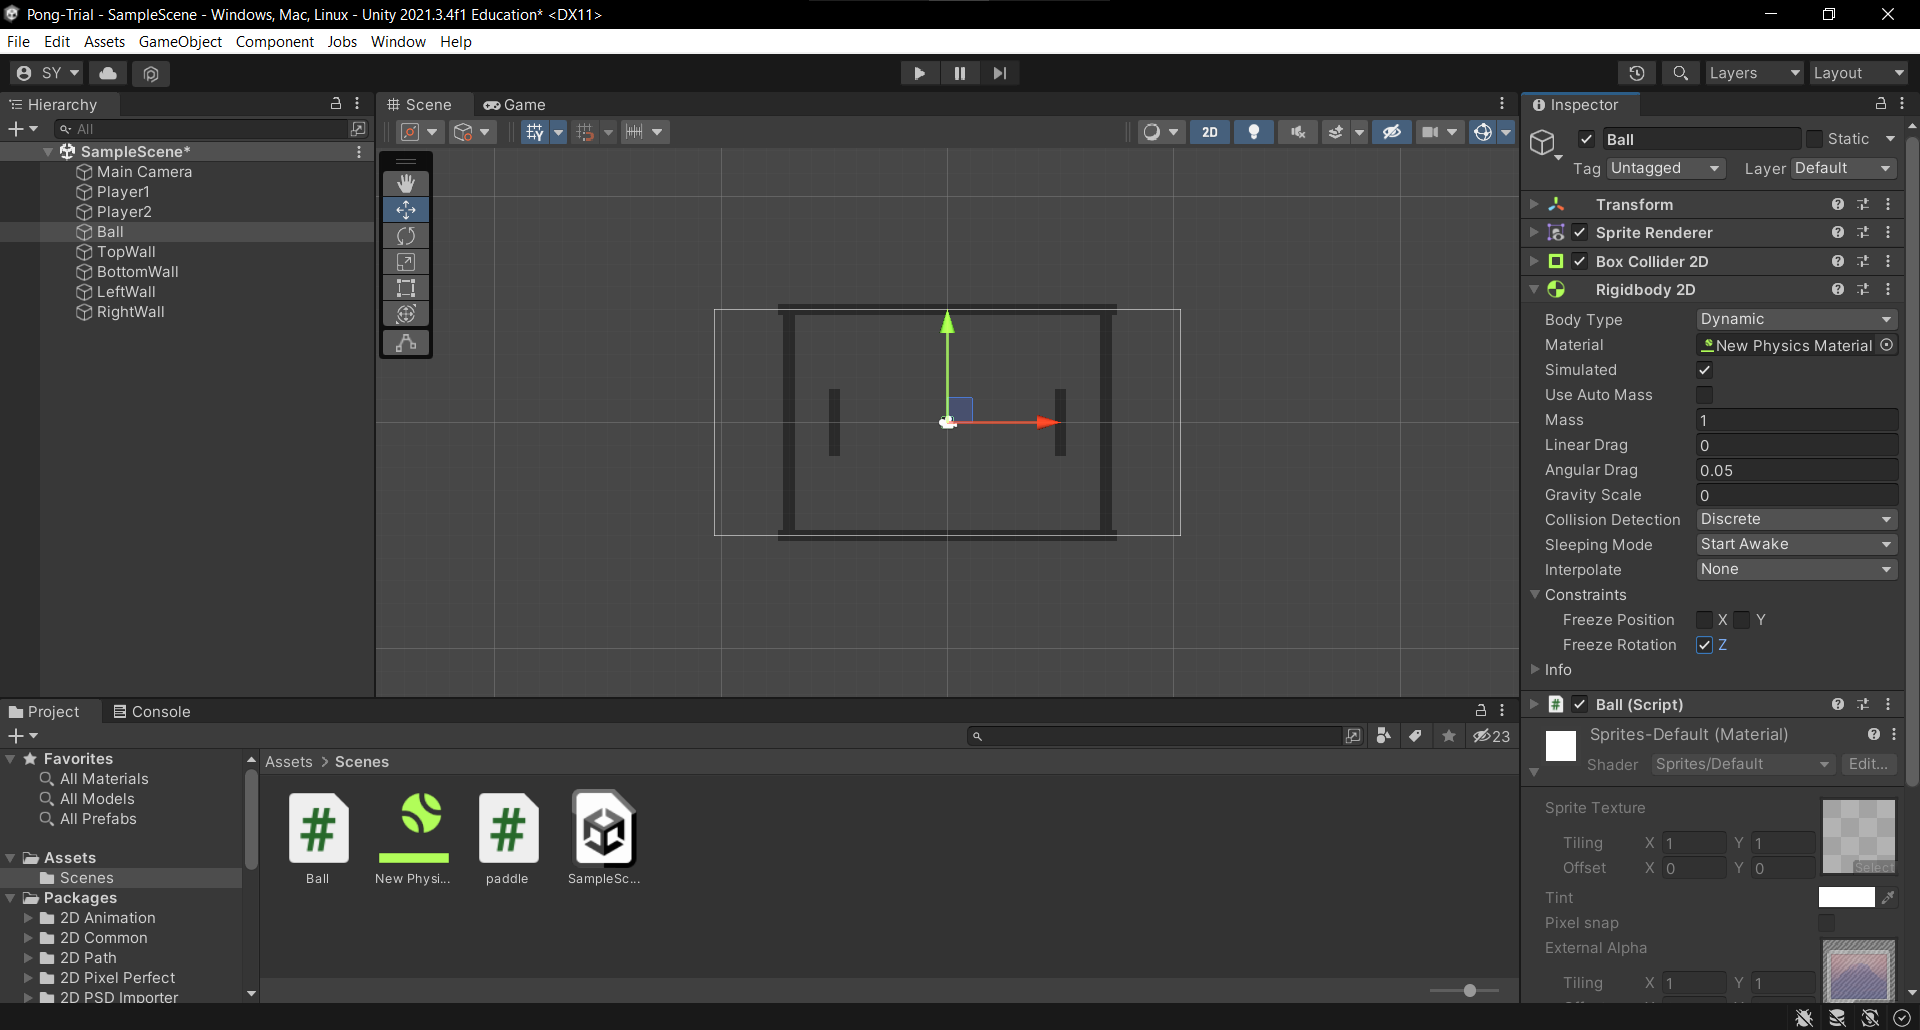 Pong-Trial - SampleScene - Windows, Mac, Linux - Unity 2021.3.4f1 Education* <DX11>
File Edit Assets GameObject Component Jobs Window Help
SY
Layers
Layout
Hierarchy
All
SampleScene*
Main Camera
Player1
Player2
Ball
TopWall
BottomWall
LeftWall
RightWall
Scene
Game
2D
Inspector
Ball
Static
Tag Untagged Layer Default
Transform
Sprite Renderer
Box Collider 2D
Rigidbody 2D
Body Type Dynamic
Material New Physics Material
Simulated
Use Auto Mass
Mass 1
Linear Drag 0
Angular Drag 0.05
Gravity Scale 0
Collision Detection Discrete
Sleeping Mode Start Awake
Interpolate None
Constraints
Freeze Position X Y
Freeze Rotation Z
Info
Ball (Script)
Sprites-Default (Material)
Shader Sprites/Default Edit...
Sprite Texture
Tiling X 1 Y 1
Offset X 0 Y 0
Select
Tint
Pixel snap
External Alpha
Tiling X 1 Y 1
Project
Console
23
Favorites
All Materials
All Models
All Prefabs
Assets
Scenes
Packages
2D Animation
2D Common
2D Path
2D Pixel Perfect
2D PSD Importer
Assets > Scenes
Ball
New Physi...
paddle
SampleSc...